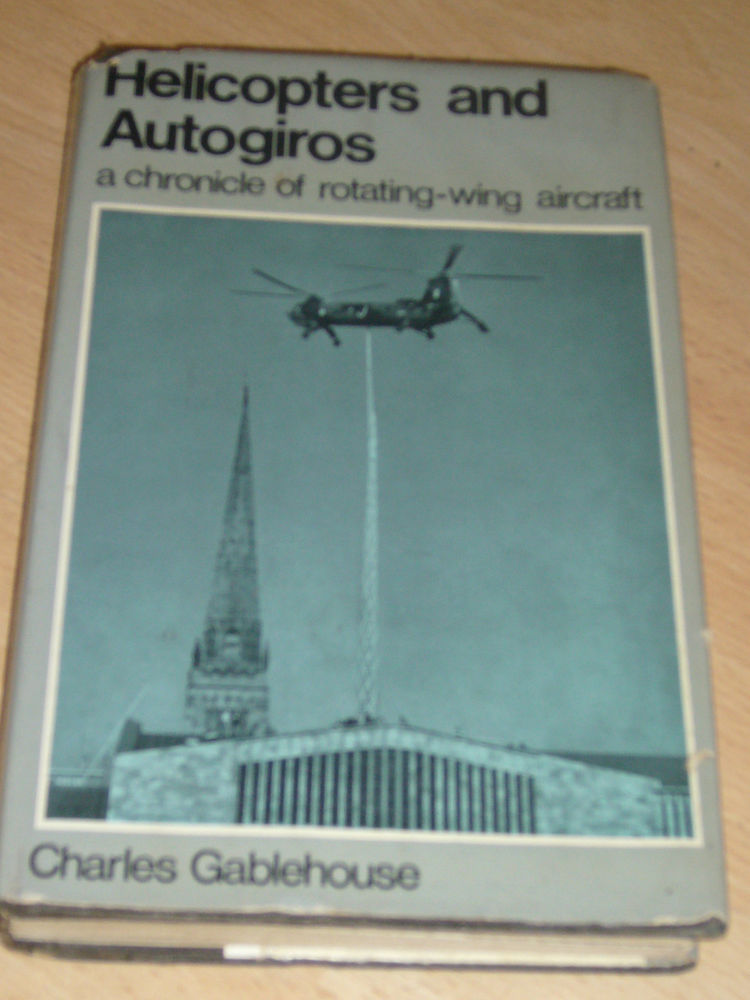 Helicopters and
Autogiros
a chronicle of rotating-wing aircraft
Charles Gablehouse